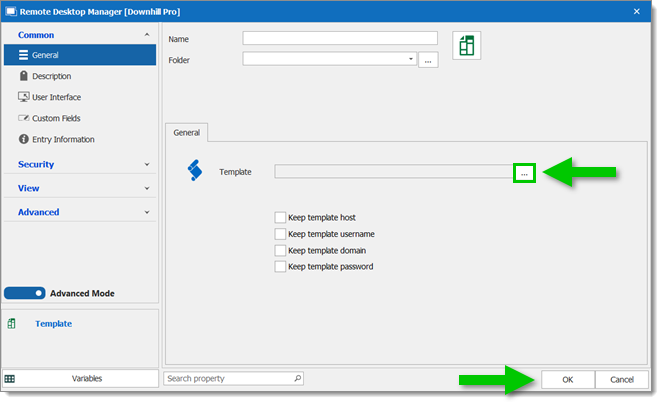 Remote Desktop Manager [Downhill Pro]
Common
General
Description
User Interface
Custom Fields
Entry Information
Security
View
Advanced
Advanced Mode
Template
Variables
Name
Folder
...
General
Template
...
Keep template host
Keep template username
Keep template domain
Keep template password
Search property
OK
Cancel